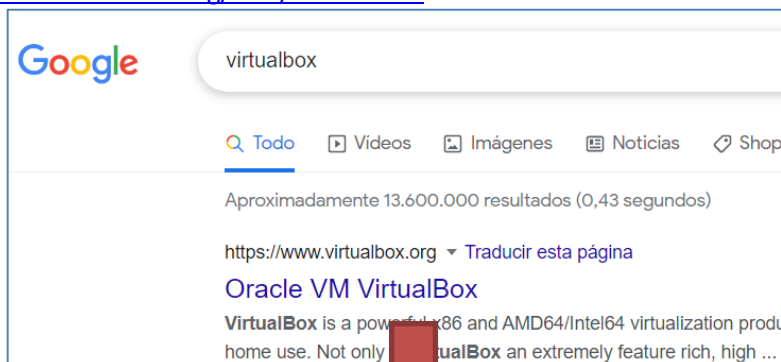 Google
virtualbox
Todo Vídeos Imágenes Noticias Shop
Aproximadamente 13.600.000 resultados (0,43 segundos)
https://www.virtualbox.org Traducir esta página
Oracle VM VirtualBox
VirtualBox is a powerful x86 and AMD64/Intel64 virtualization produ
home use. Not only ualBox an extremely feature rich, high ...